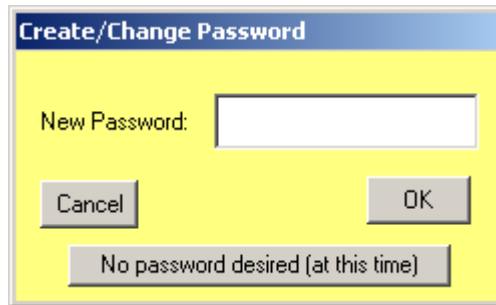 Create/Change Password
New Password:
Cancel
OK
No password desired (at this time)